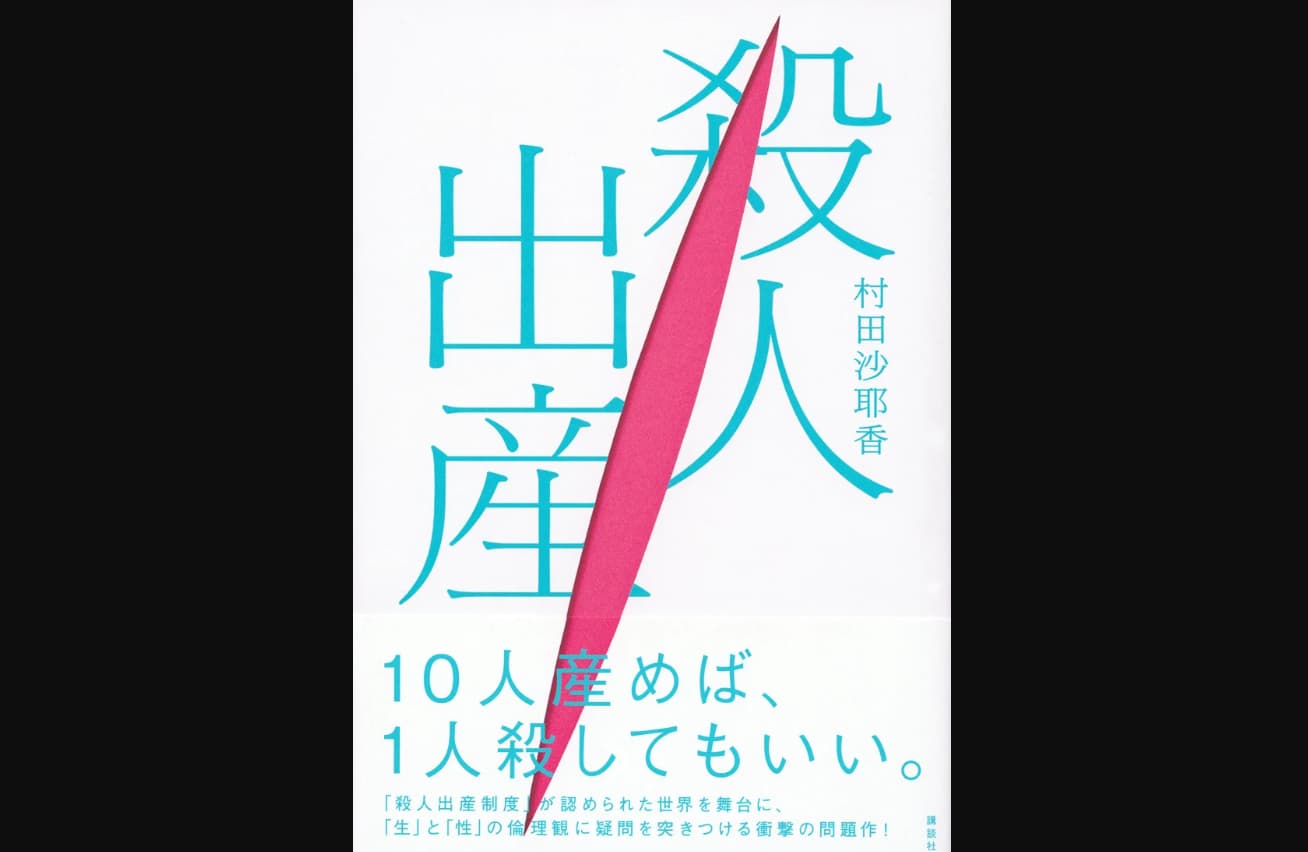 殺人
出産
村田沙耶香
10人産めば、
1人殺してもいい。
「殺人出産制度」が認められた世界を舞台に、
「生」と「性」の倫理観に疑問を突きつける衝撃の問題作!
講談社